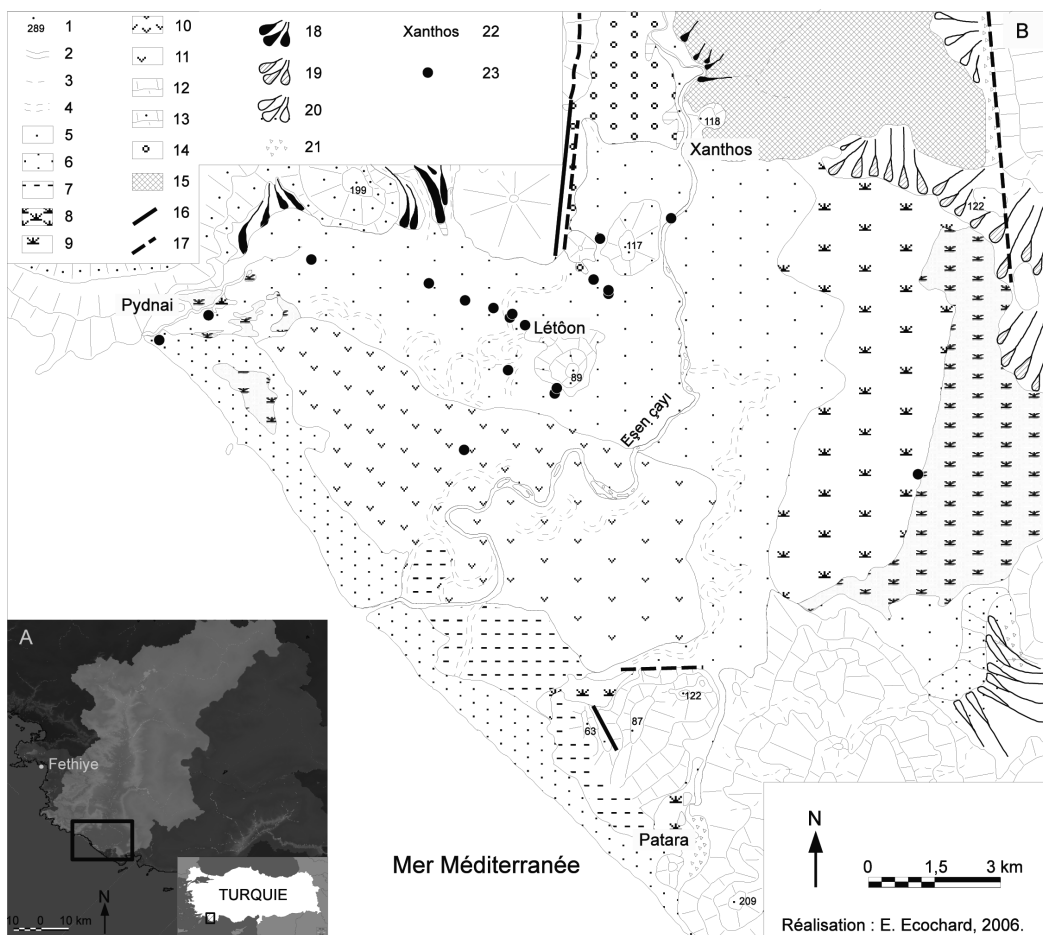 289 1
2
3
4
5
6
7
8
9
10
11
12
13
14
15
16
17
18
19
20
21
Xanthos 22
23
B
118
Xanthos
199
122
117
Pydnai
Létôon
89
Eşen çayı
A
Fethiye
N
10 0 10 km
TURQUIE
122
87
63
Patara
209
Mer Méditerranée
N
0 1,5 3 km
Réalisation : E. Ecochard, 2006.